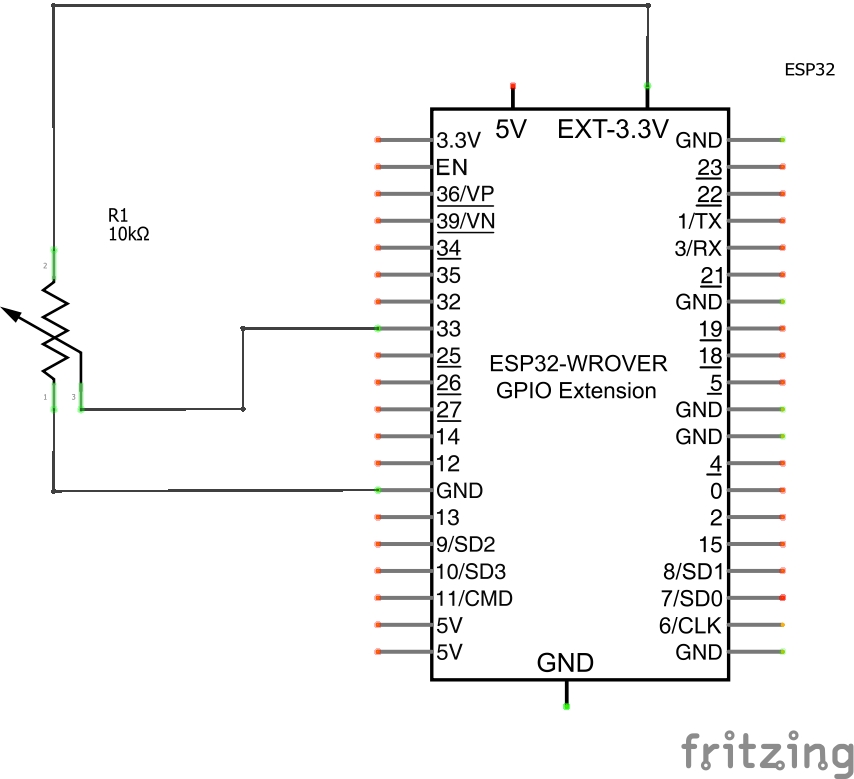 ESP32
5V EXT-3.3V
3.3V
EN
36/VP
39/VN
34
35
32
33
25
26
27
14
12
GND
13
9/SD2
10/SD3
11/CMD
5V
5V
GND
23
22
1/TX
3/RX
21
GND
19
18
5
GND
GND
4
0
2
15
8/SD1
7/SD0
6/CLK
GND
ESP32-WROVER
GPIO Extension
GND
R1
10kΩ
2
1
3
fritzing